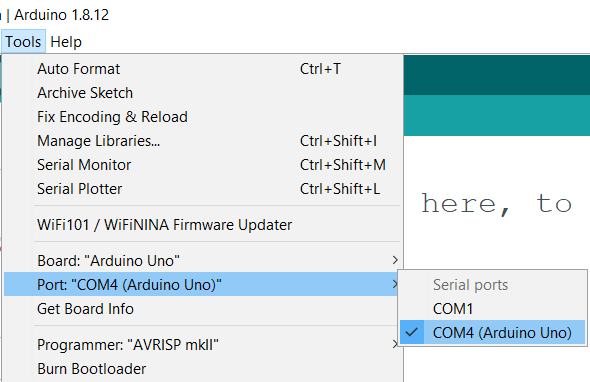 | Arduino 1.8.12
Tools Help
Auto Format Ctrl+T
Archive Sketch
Fix Encoding & Reload
Manage Libraries... Ctrl+Shift+I
Serial Monitor Ctrl+Shift+M
Serial Plotter Ctrl+Shift+L
WiFi101 / WiFiNINA Firmware Updater
Board: "Arduino Uno"
Port: "COM4 (Arduino Uno)"
Get Board Info
Programmer: "AVRISP mkII"
Burn Bootloader
here, to
Serial ports
COM1
COM4 (Arduino Uno)